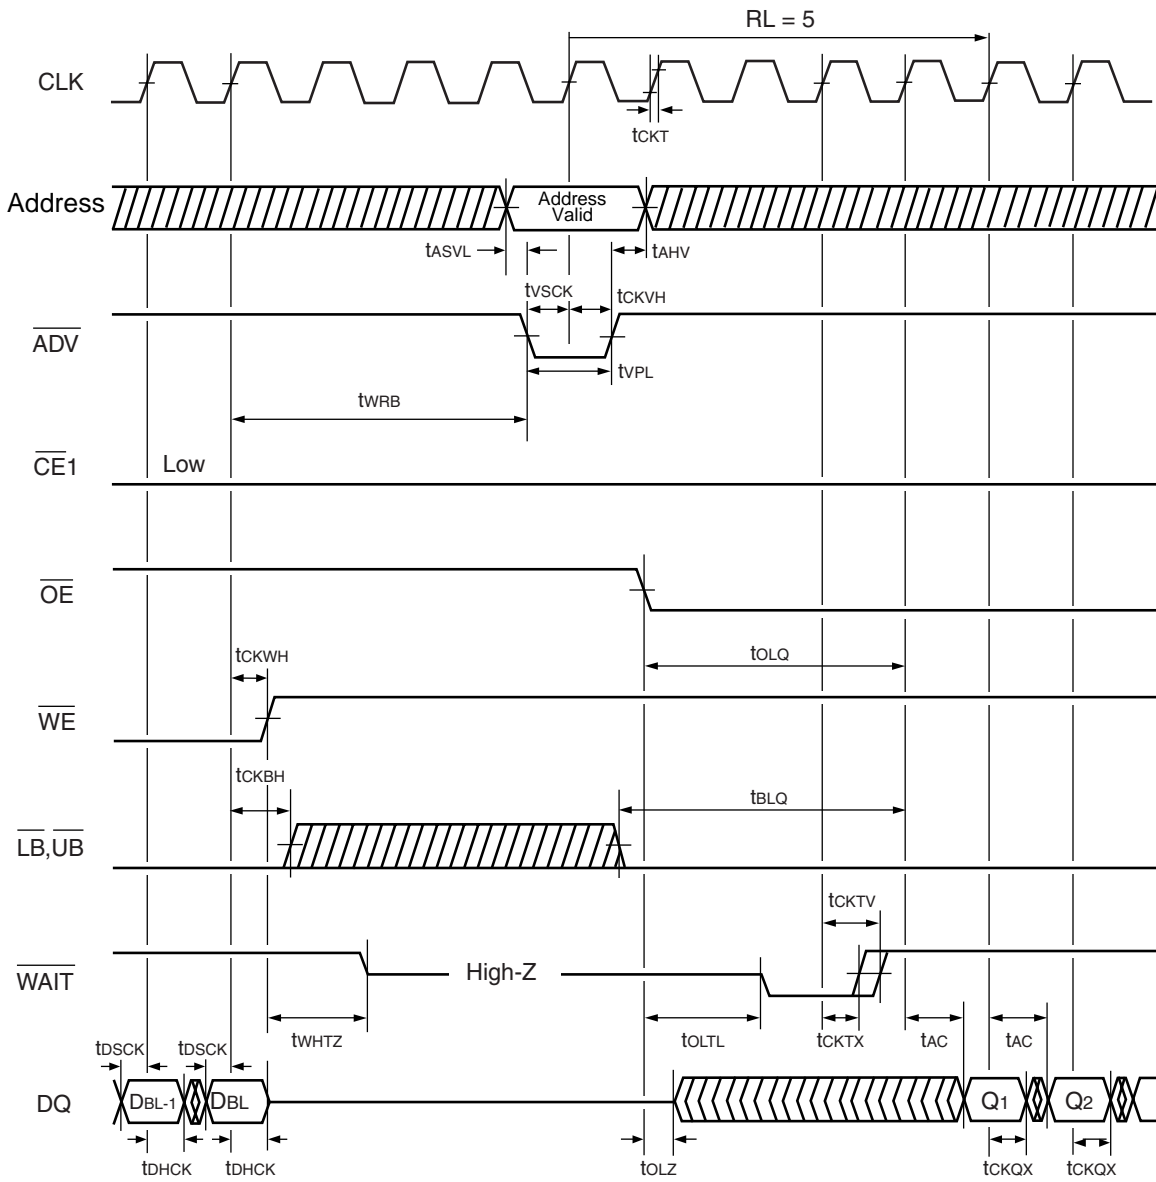 RL = 5
CLK
tCKT
Address
Address
Valid
tASVL
tAHV
tVSCK
tCKVH
ADV
tVPL
tWRB
CE1
Low
OE
tCKWH
tOLQ
WE
tCKBH
tBLQ
LB,UB
tCKTV
WAIT
High-Z
tWHTZ
tOLTL
tCKTX
tAC
tAC
tDSCK
tDSCK
DQ
DBL-1
DBL
Q1
Q2
tDHCK
tDHCK
tOLZ
tCKQX
tCKQX